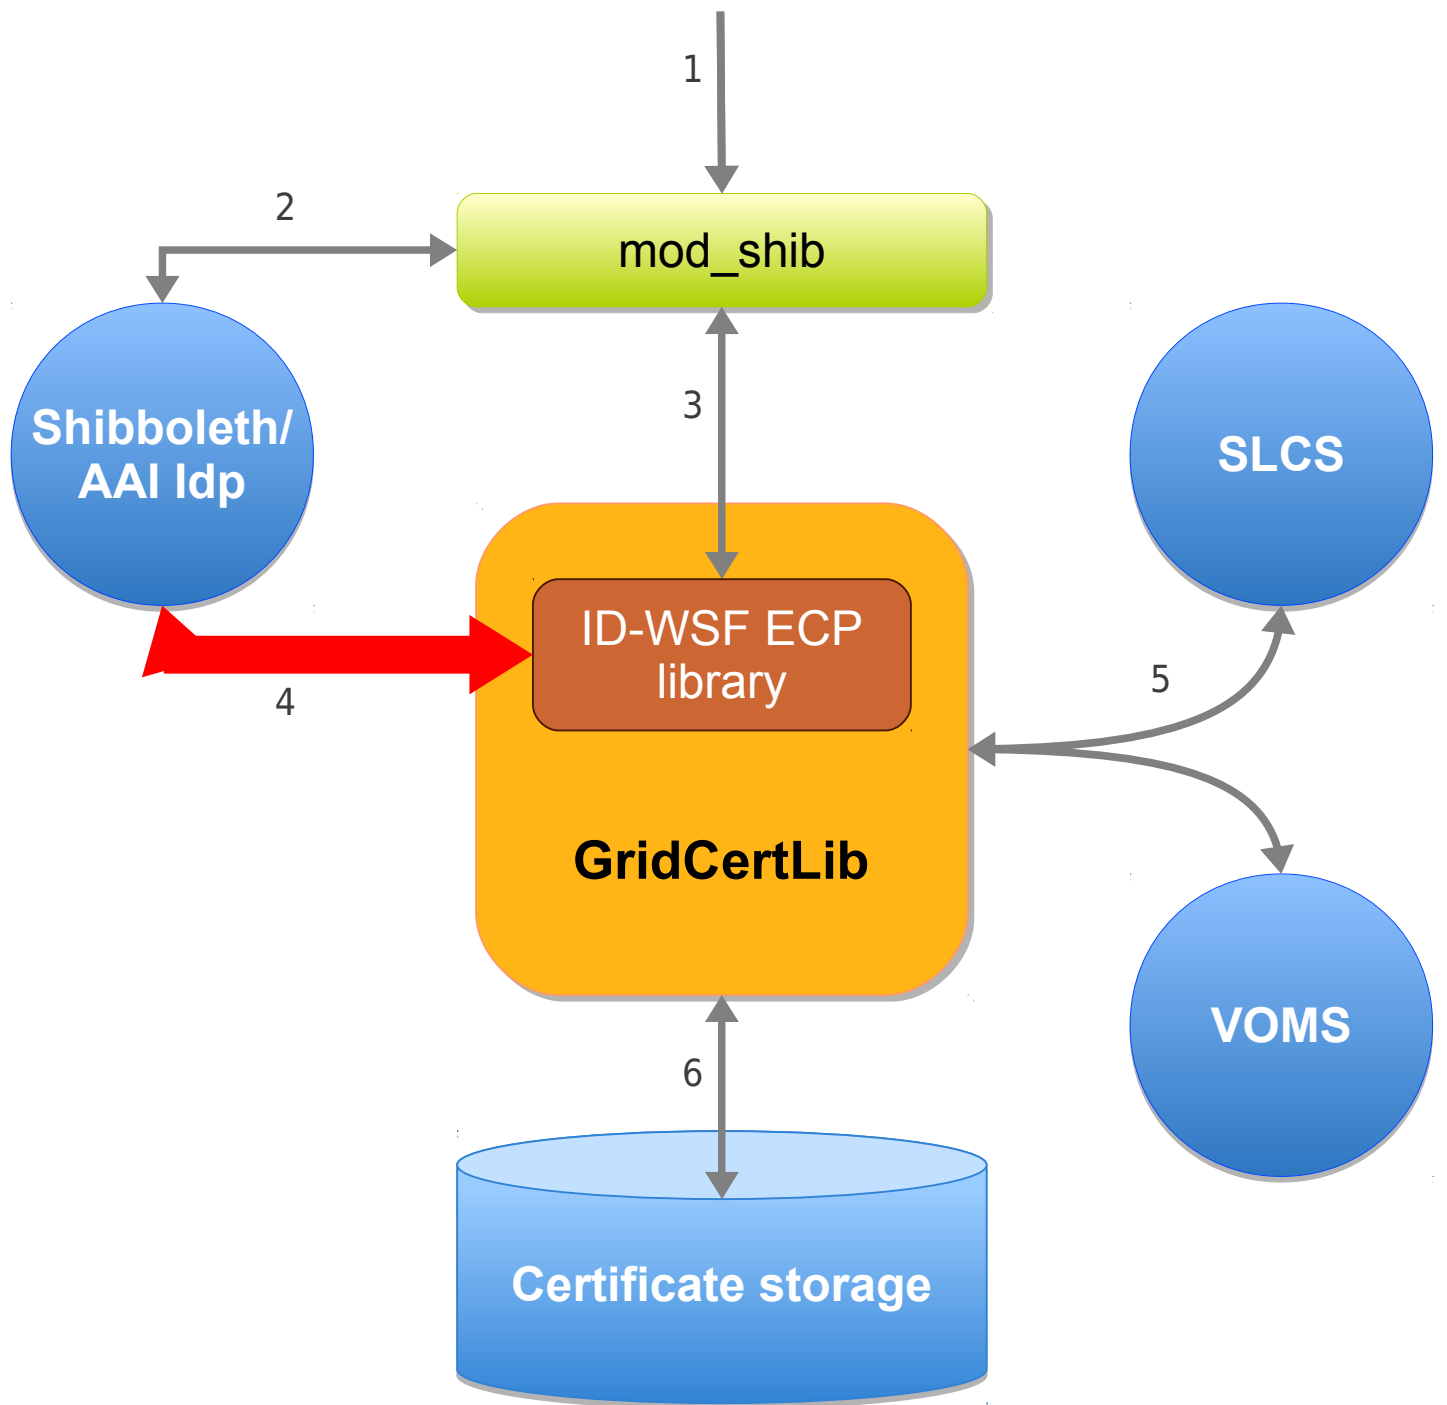 1
2
mod_shib
Shibboleth/
AAI Idp
3
SLCS
ID-WSF ECP
library
4
5
GridCertLib
VOMS
6
Certificate storage